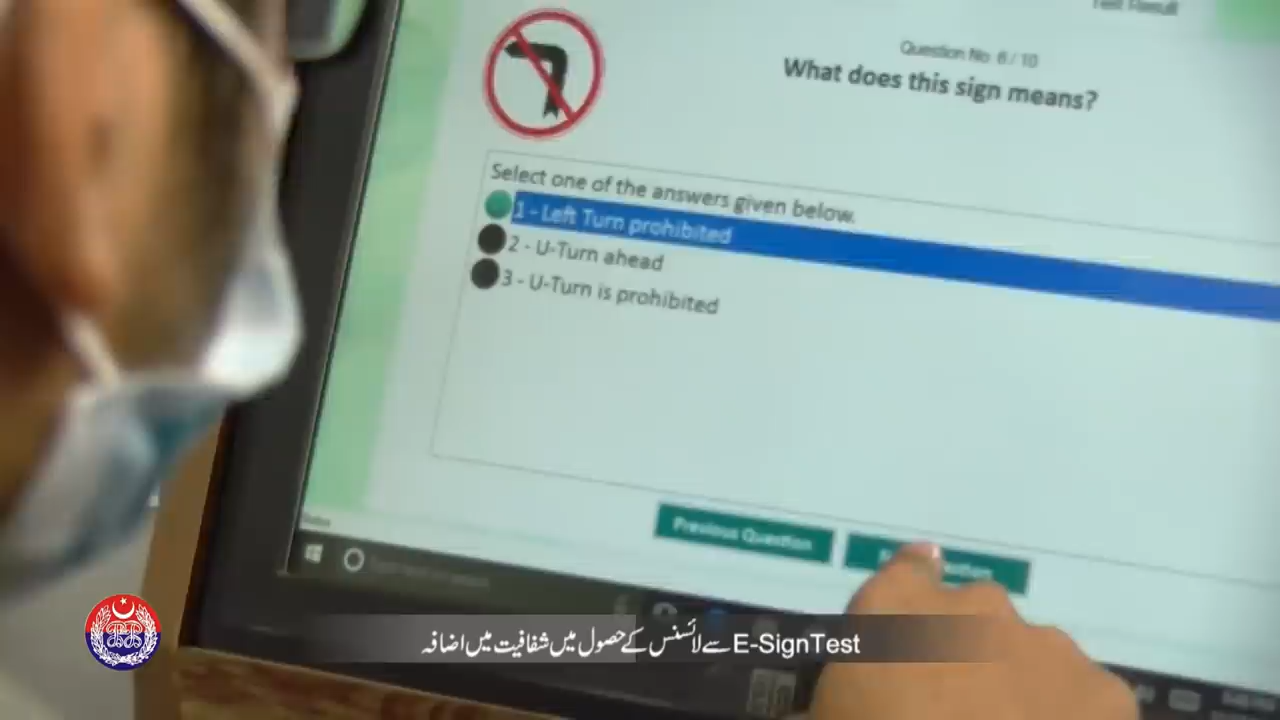 Test Result
Question No 6 / 10
What does this sign means?
Select one of the answers given below.
1 - Left Turn prohibited
2 - U-Turn ahead
3 - U-Turn is prohibited
Previous Question
E-SignTest سے لائسنس کے حصول میں شفافیت میں اضافہ